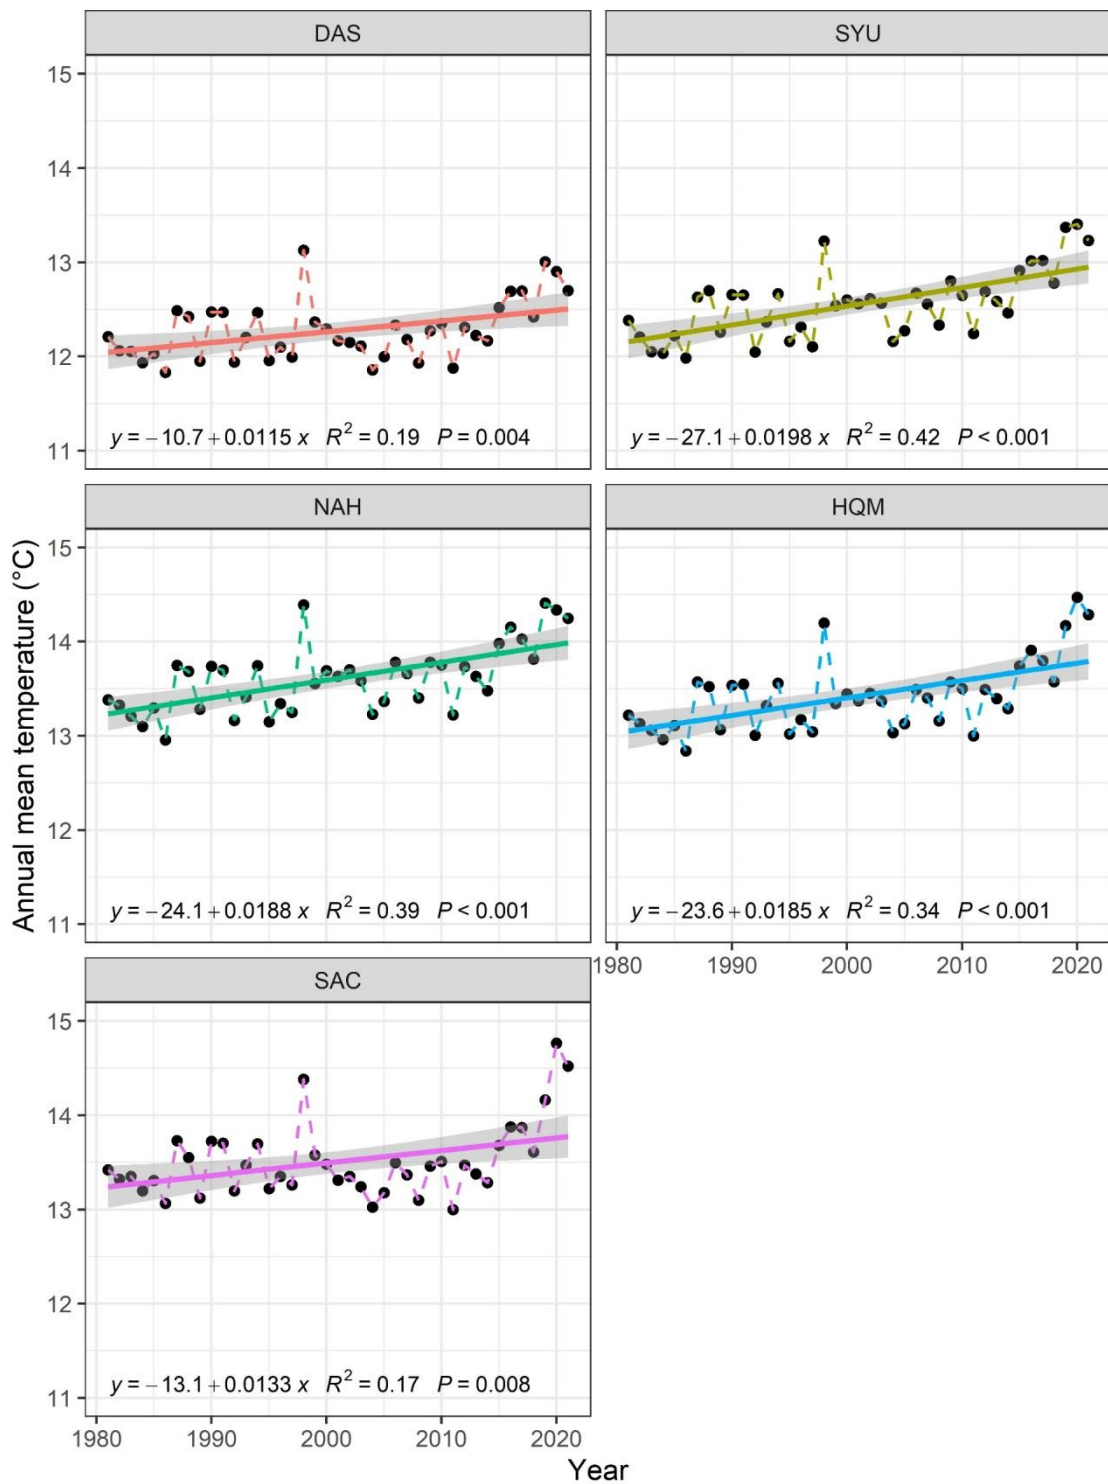 DAS
SYU
15
14
13
12
11
y = −10.7 + 0.0115 x R² = 0.19 P = 0.004
y = −27.1 + 0.0198 x R² = 0.42 P < 0.001
NAH
HQM
15
14
13
12
11
y = −24.1 + 0.0188 x R² = 0.39 P < 0.001
y = −23.6 + 0.0185 x R² = 0.34 P < 0.001
Annual mean temperature (°C)
1980 1990 2000 2010 2020
SAC
15
14
13
12
11
y = −13.1 + 0.0133 x R² = 0.17 P = 0.008
1980 1990 2000 2010 2020
Year